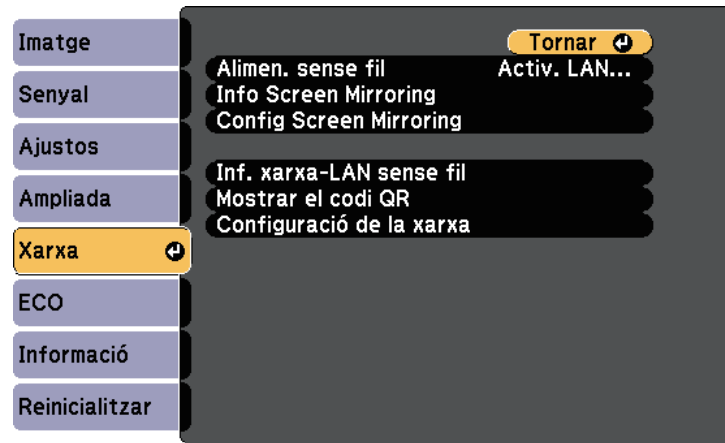 Imatge
Senyal
Ajustos
Ampliada
Xarxa
ECO
Informació
Reinicialitzar
Tornar
Alimen. sense fil Activ. LAN...
Info Screen Mirroring
Config Screen Mirroring
Inf. xarxa-LAN sense fil
Mostrar el codi QR
Configuració de la xarxa